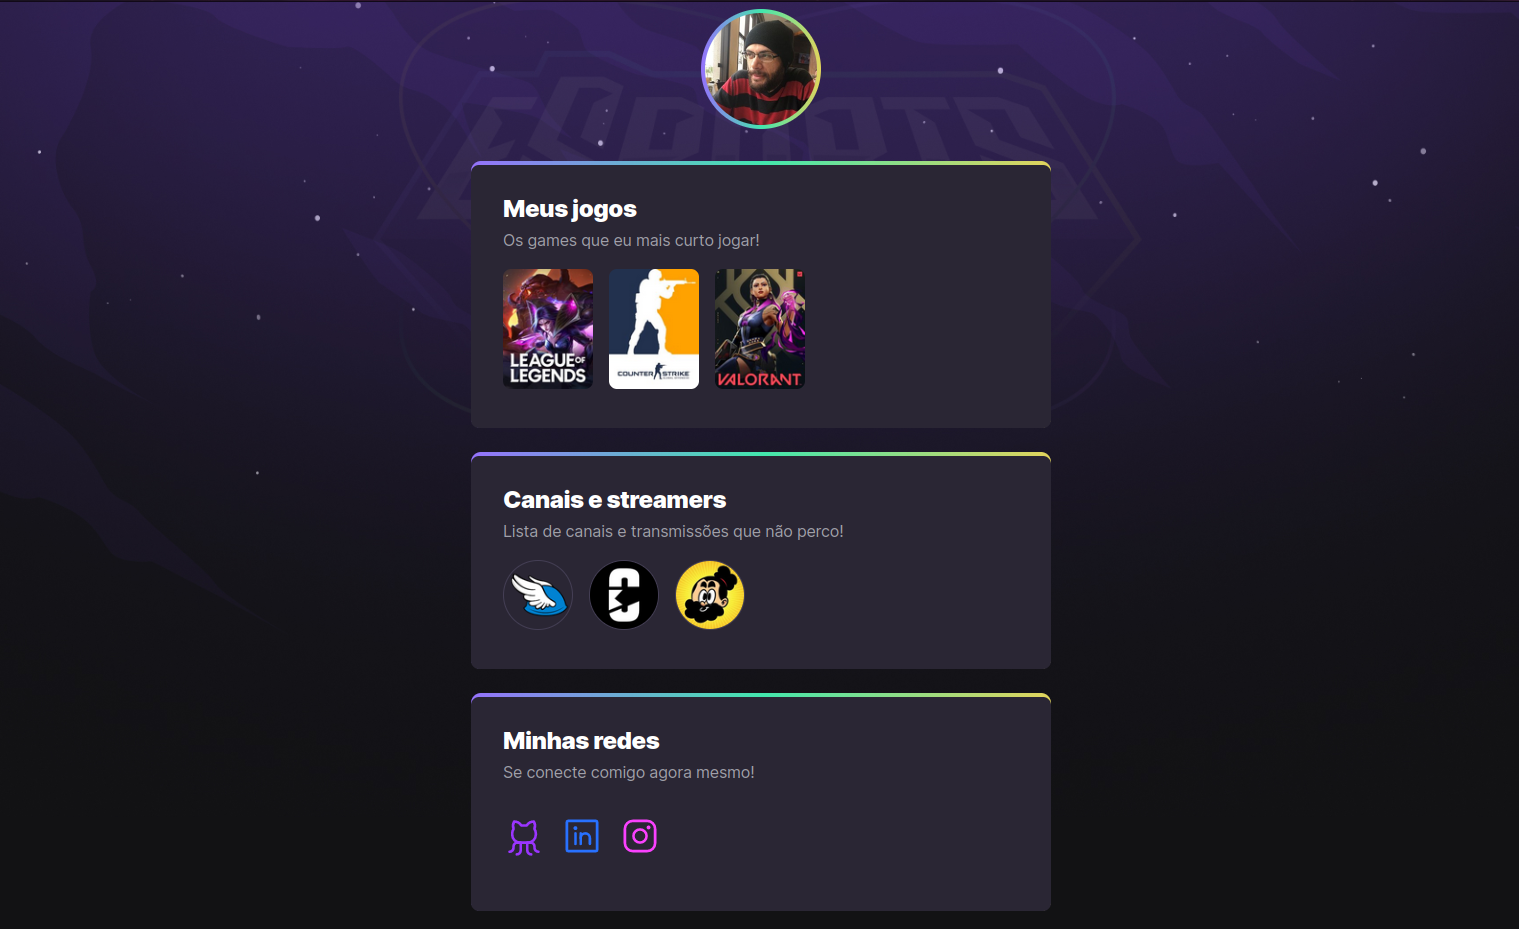 ESPORTS
Meus jogos
Os games que eu mais curto jogar!
LEAGUE OF
LEGENDS
COUNTER STRIKE
VALORANT
Canais e streamers
Lista de canais e transmissões que não perco!
Minhas redes
Se conecte comigo agora mesmo!
in